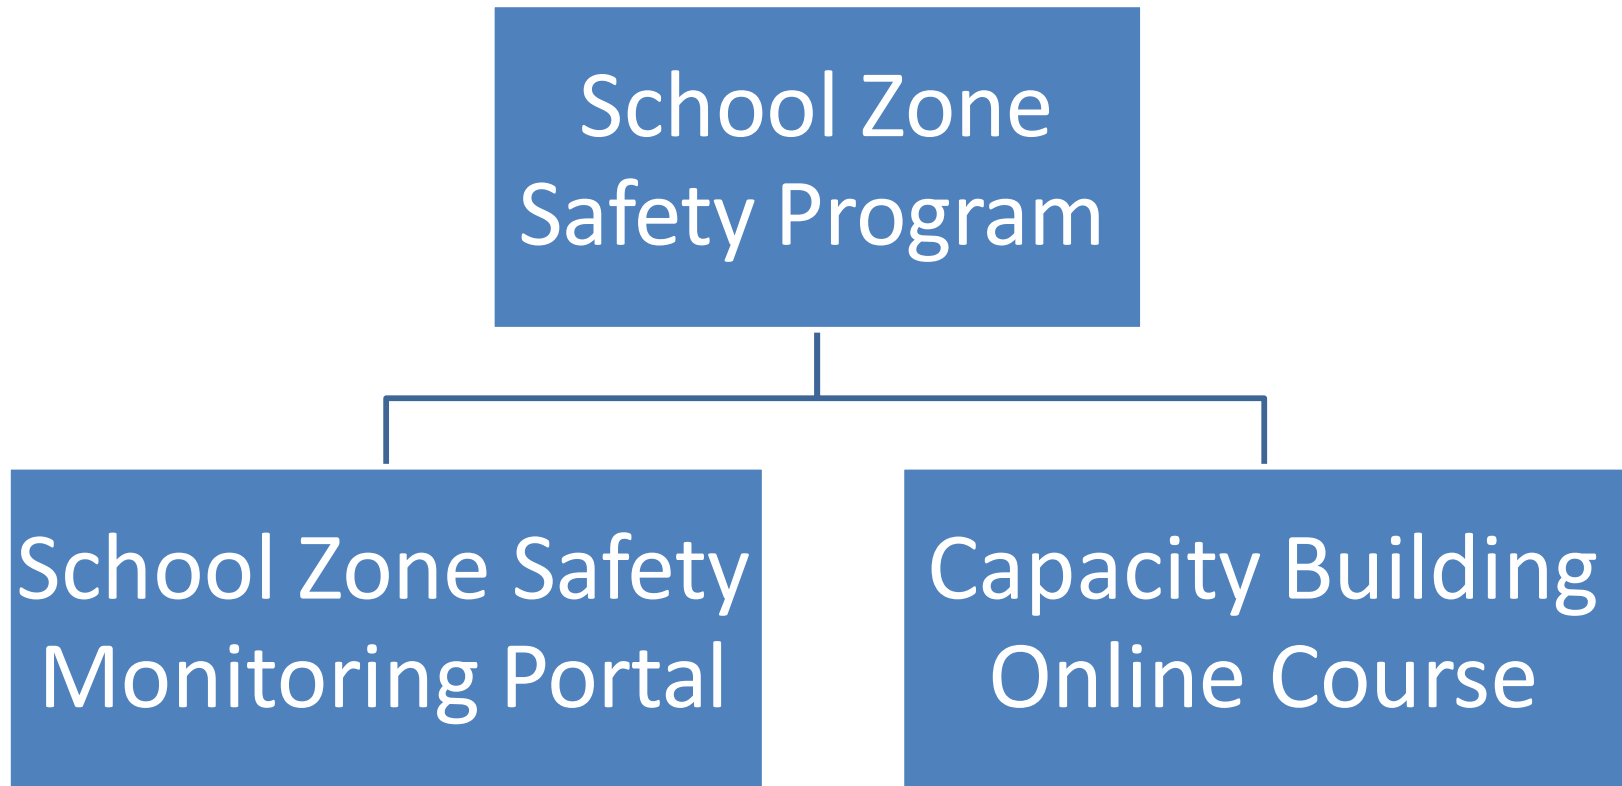 School Zone
Safety Program
School Zone Safety
Monitoring Portal
Capacity Building
Online Course